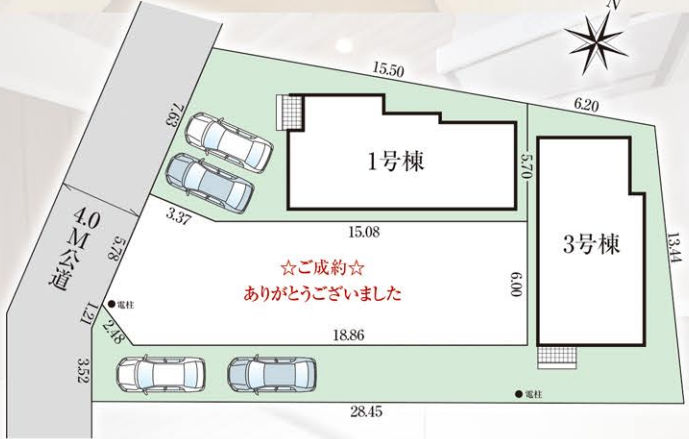 N
15.50
6.20
7.63
1号棟
5.70
3号棟
13.44
3.37
15.08
4.0M公道
5.78
☆ご成約☆
ありがとうございました
6.00
●電柱
1.21
2.48
18.86
3.52
●電柱
28.45